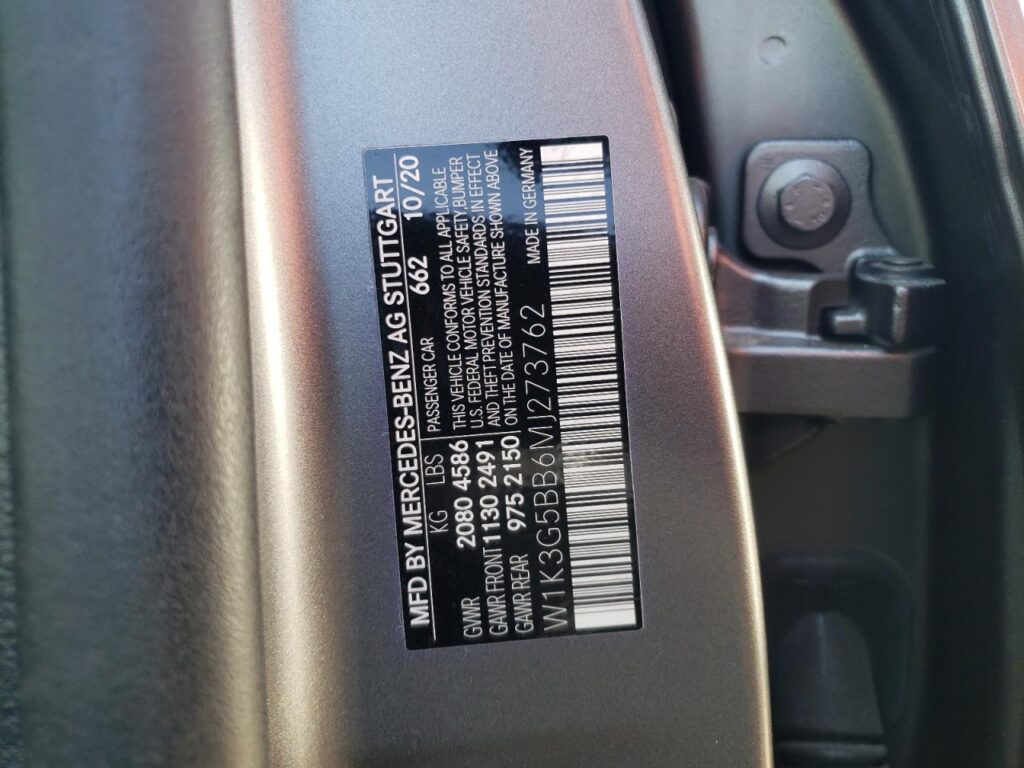 MFD BY MERCEDES-BENZ AG STUTTGART
KG LBS PASSENGER CAR 662 10/20
GVWR 2080 4586 THIS VEHICLE CONFORMS TO ALL APPLICABLE
U.S. FEDERAL MOTOR VEHICLE SAFETY,BUMPER
GAWR FRONT 1130 2491 AND THEFT PREVENTION STANDARDS IN EFFECT
GAWR REAR 975 2150 ON THE DATE OF MANUFACTURE SHOWN ABOVE
W1K3G5BB6MJ273762 MADE IN GERMANY